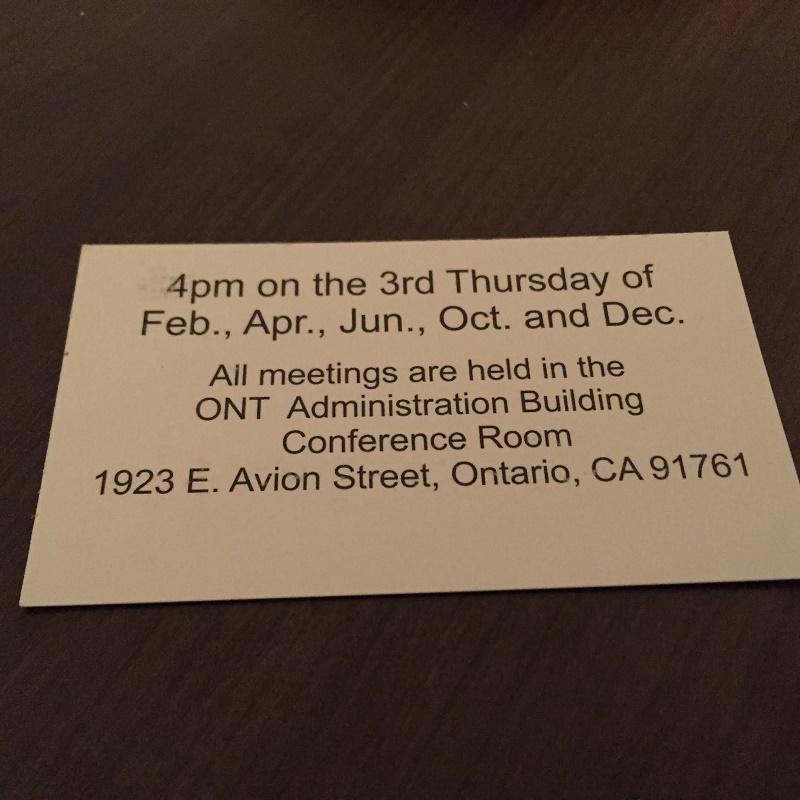 4pm on the 3rd Thursday of
Feb., Apr., Jun., Oct. and Dec.
All meetings are held in the
ONT Administration Building
Conference Room
1923 E. Avion Street, Ontario, CA 91761